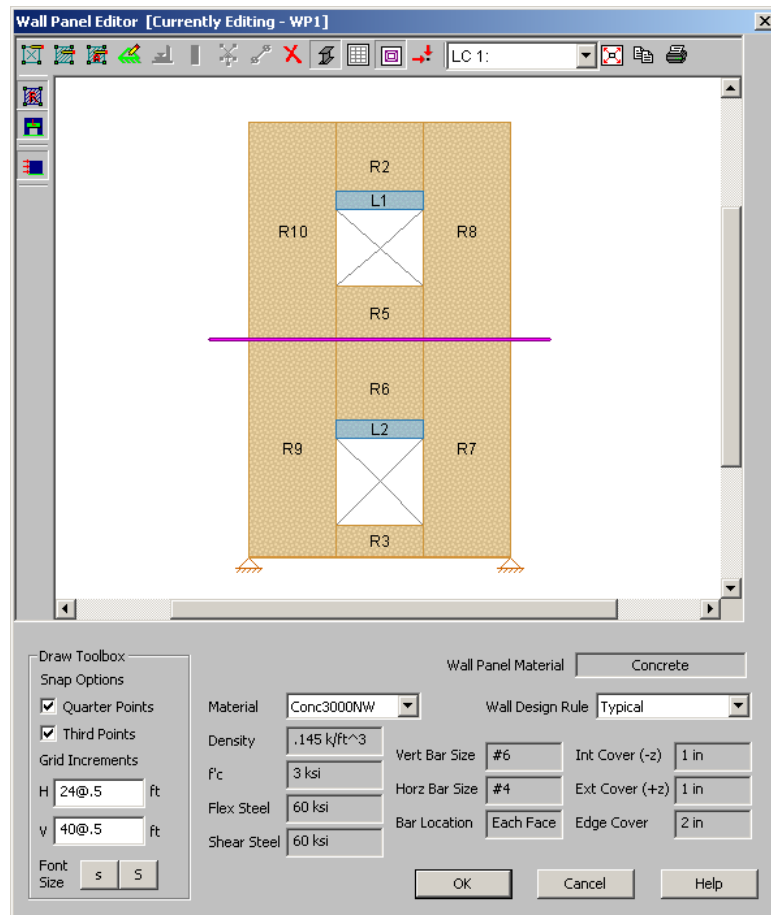 Wall Panel Editor [Currently Editing - WP1]
LC 1:
R2
L1
R10
R8
R5
R6
L2
R9
R7
R3
Draw Toolbox
Snap Options
Quarter Points
Third Points
Grid Increments
H 24@.5 ft
V 40@.5 ft
Font Size s S
Wall Panel Material Concrete
Material Conc3000NW
Wall Design Rule Typical
Density .145 k/ft^3
f'c 3 ksi
Flex Steel 60 ksi
Shear Steel 60 ksi
Vert Bar Size #6
Int Cover (-z) 1 in
Horz Bar Size #4
Ext Cover (+z) 1 in
Bar Location Each Face
Edge Cover 2 in
OK Cancel Help